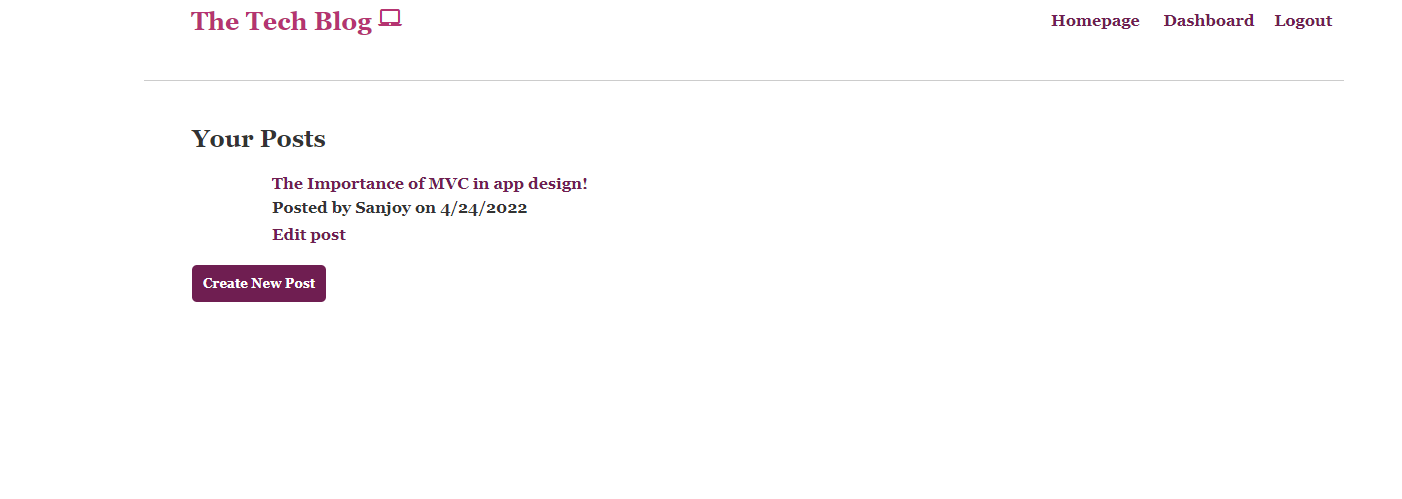 The Tech Blog
Homepage Dashboard Logout
Your Posts
The Importance of MVC in app design!
Posted by Sanjoy on 4/24/2022
Edit post
Create New Post